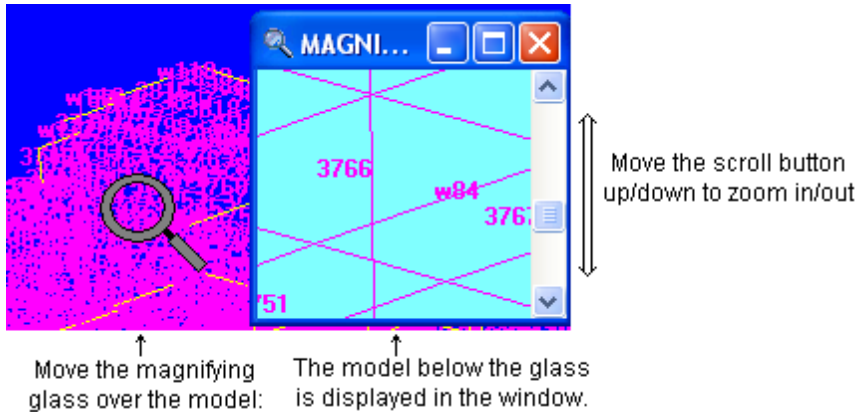 MAGNI...
3766
w84
376
751
Move the scroll button
up/down to zoom in/out
Move the magnifying
glass over the model:
The model below the glass
is displayed in the window.